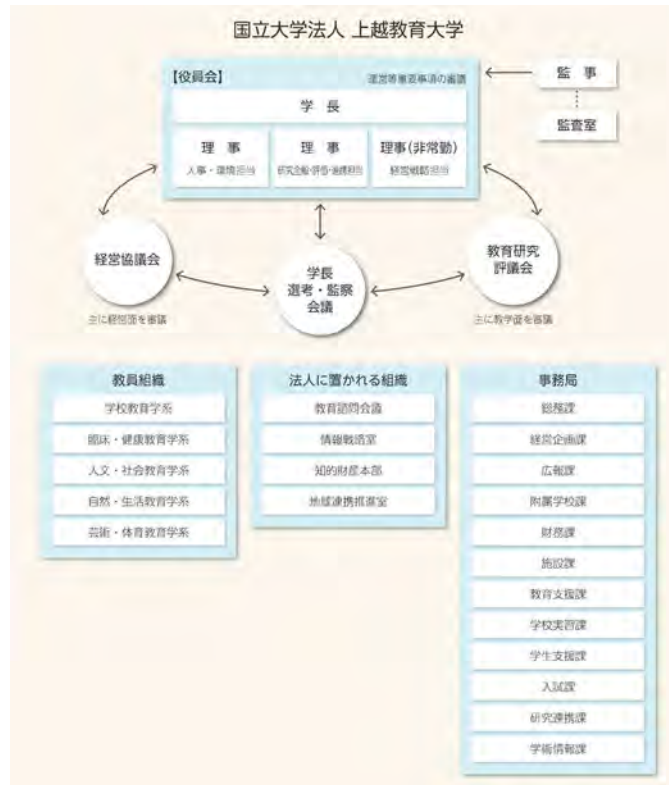 国立大学法人 上越教育大学
【役員会】
運営等重要事項の審議
監 事
学 長
監査室
理 事
人事・環境担当
理 事
研究企画・評価・連携担当
理事(非常勤)
経営戦略担当
経営協議会
主に経営面を審議
学長
選考・監察
会議
教育研究
評議会
主に教学面を審議
教員組織
学校教育学系
臨床・健康教育学系
人文・社会教育学系
自然・生活教育学系
芸術・体育教育学系
法人に置かれる組織
教育諮問会議
情報戦略室
知的財産本部
地域連携推進室
事務局
総務課
経営企画課
広報課
附属学校課
財務課
施設課
教育支援課
学校実習課
学生支援課
入試課
研究連携課
学術情報課